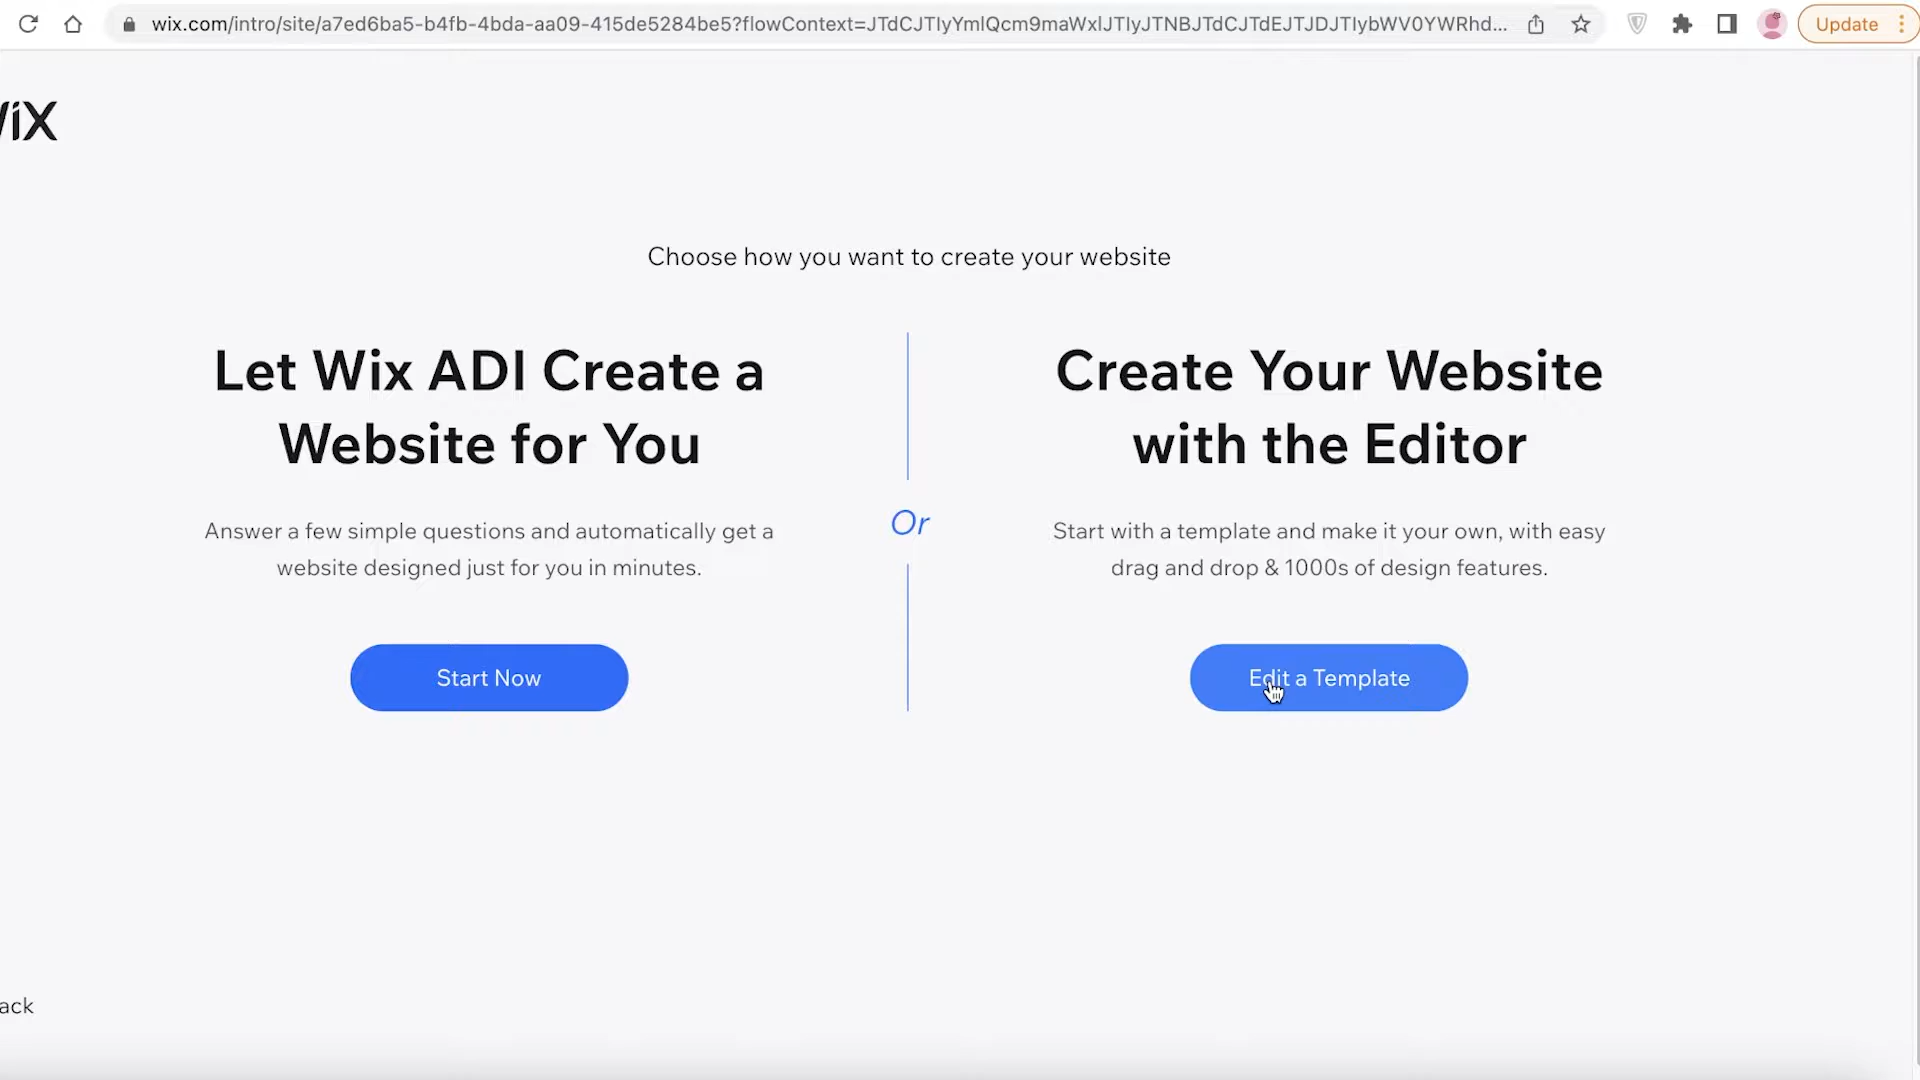 wix.com/intro/site/a7ed6ba5-b4fb-4bda-aa09-415de5284be5?flowContext=JTdCJTIyYmlQcm9maWxlJTIyJTNBJTdCJTdEJTJDJTIybWV0YWRhd...
Update
WiX
Choose how you want to create your website
Let Wix ADI Create a
Website for You
Answer a few simple questions and automatically get a
website designed just for you in minutes.
Start Now
Or
Create Your Website
with the Editor
Start with a template and make it your own, with easy
drag and drop & 1000s of design features.
Edit a Template
ack